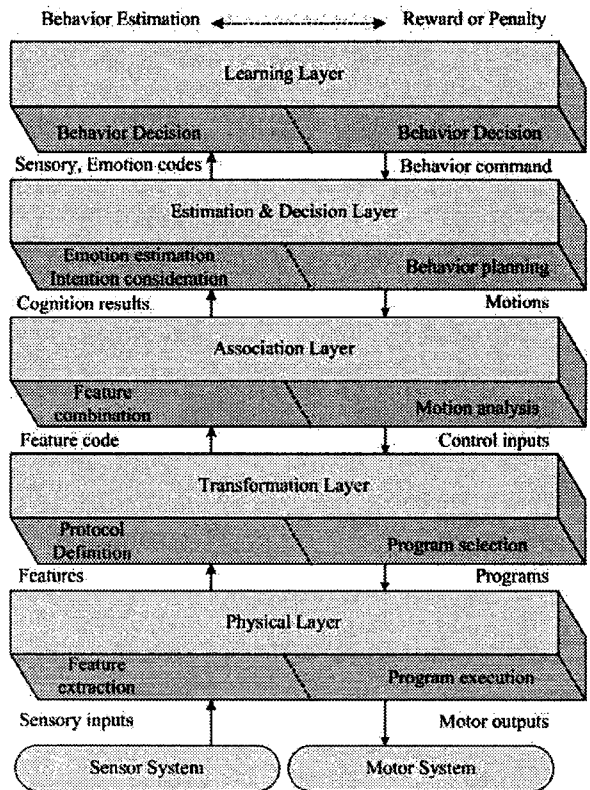 Behavior Estimation Reward or Penalty
Learning Layer
Behavior Decision Behavior Decision
Sensory, Emotion codes Behavior command
Estimation & Decision Layer
Emotion estimation
Intention consideration Behavior planning
Cognition results Motions
Association Layer
Feature
combination Motion analysis
Feature code Control inputs
Transformation Layer
Protocol
Definition Program selection
Features Programs
Physical Layer
Feature
extraction Program execution
Sensory inputs Motor outputs
Sensor System Motor System